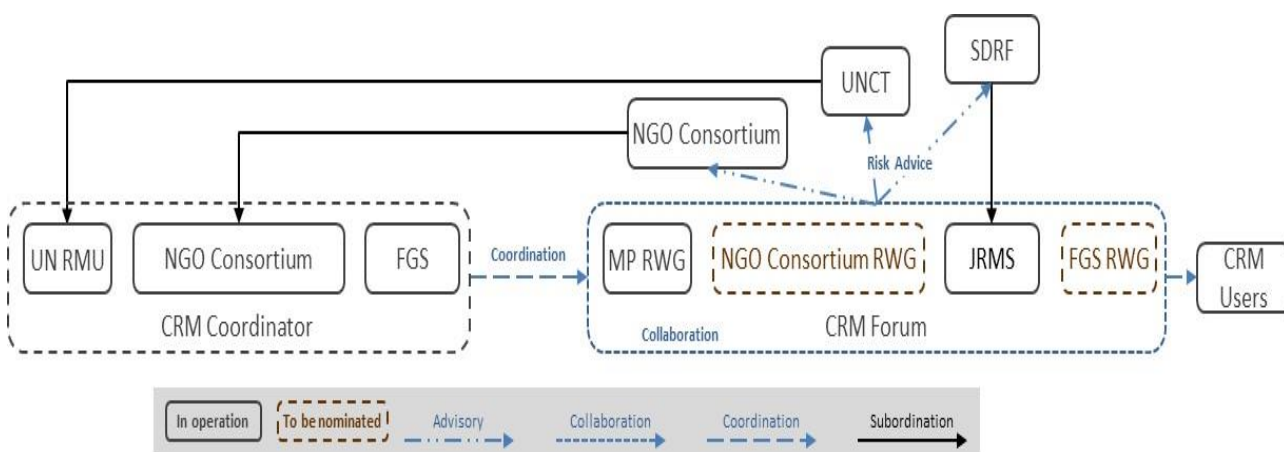 SDRF
UNCT
NGO Consortium
Risk Advice
UN RMU
NGO Consortium
FGS
Coordination
MP RWG
NGO Consortium RWG
JRMS
FGS RWG
CRM
Users
CRM Coordinator
Collaboration
CRM Forum
In operation
To be nominated
Advisory
Collaboration
Coordination
Subordination